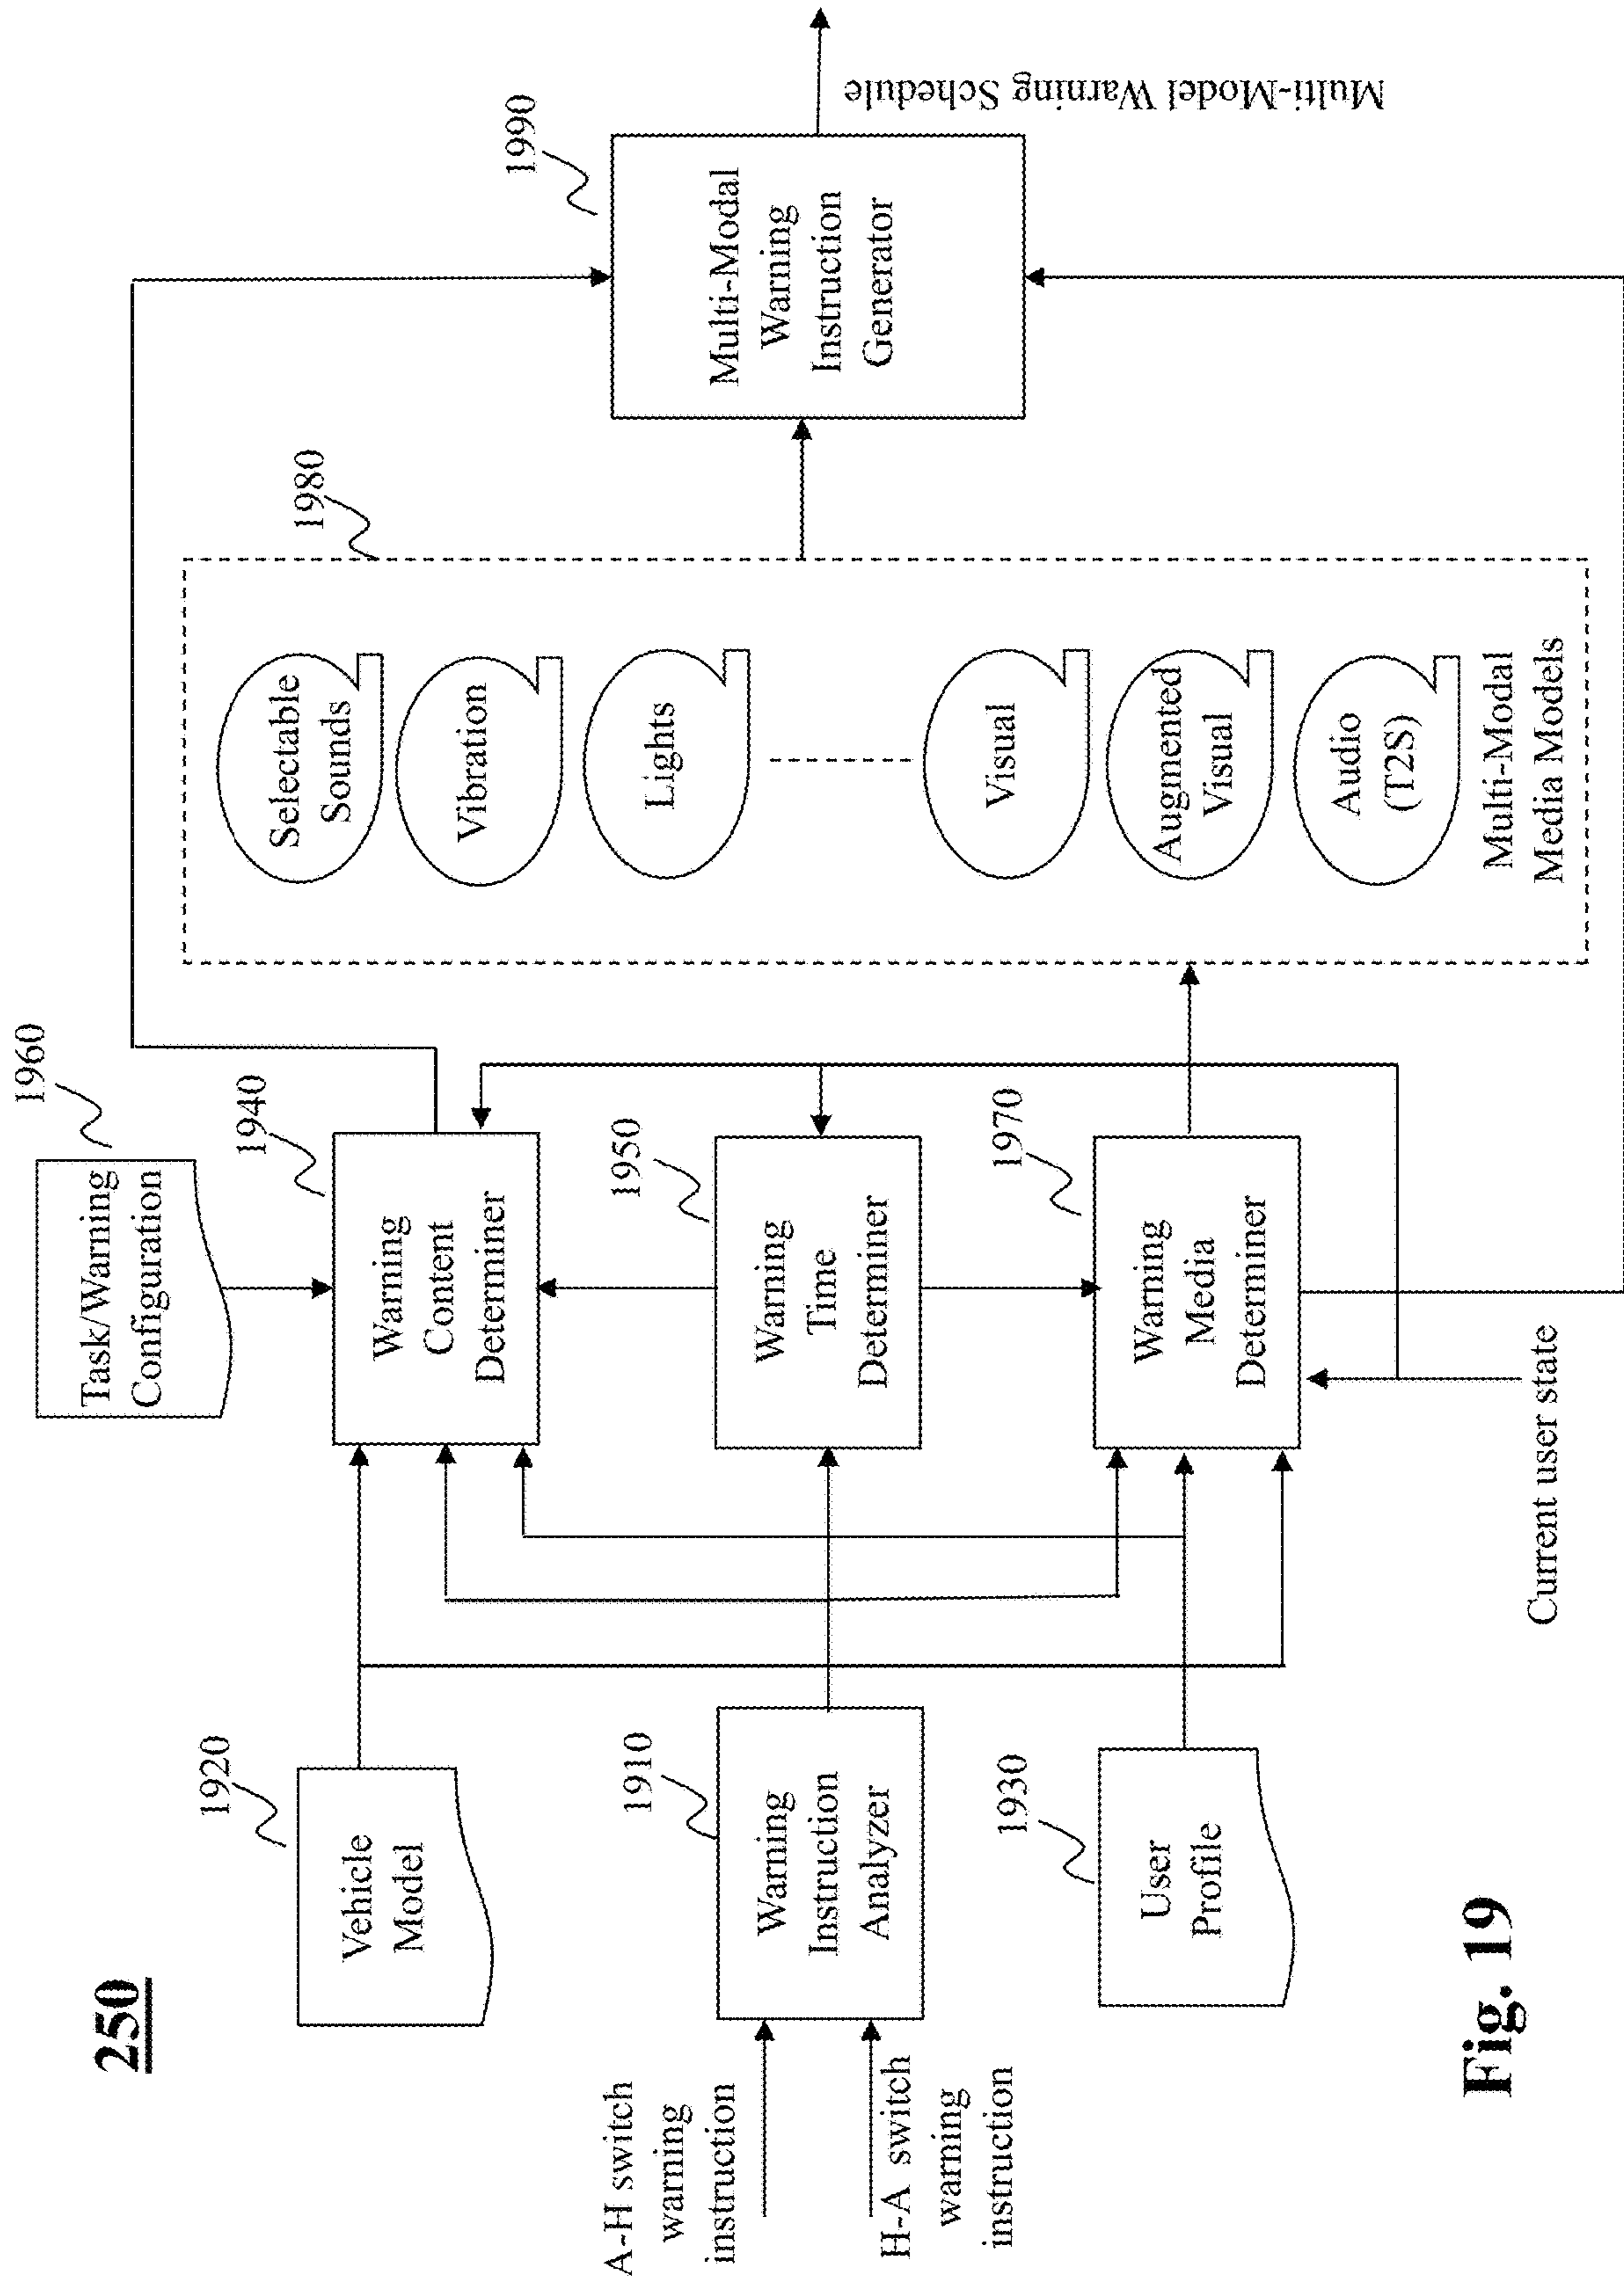 250
Task/Warning
Configuration
1960
Vehicle
Model
1920
Warning
Content
Determiner
1940
A-H switch
warning
instruction
H-A switch
warning
instruction
Warning
Instruction
Analyzer
1910
Warning
Time
Determiner
1950
User
Profile
1930
Warning
Media
Determiner
1970
Current user state
1980
Selectable
Sounds
Vibration
Lights
Visual
Augmented
Visual
Audio
(T2S)
Multi-Modal
Media Models
1990
Multi-Modal
Warning
Instruction
Generator
Multi-Model Warning Schedule
Fig. 19